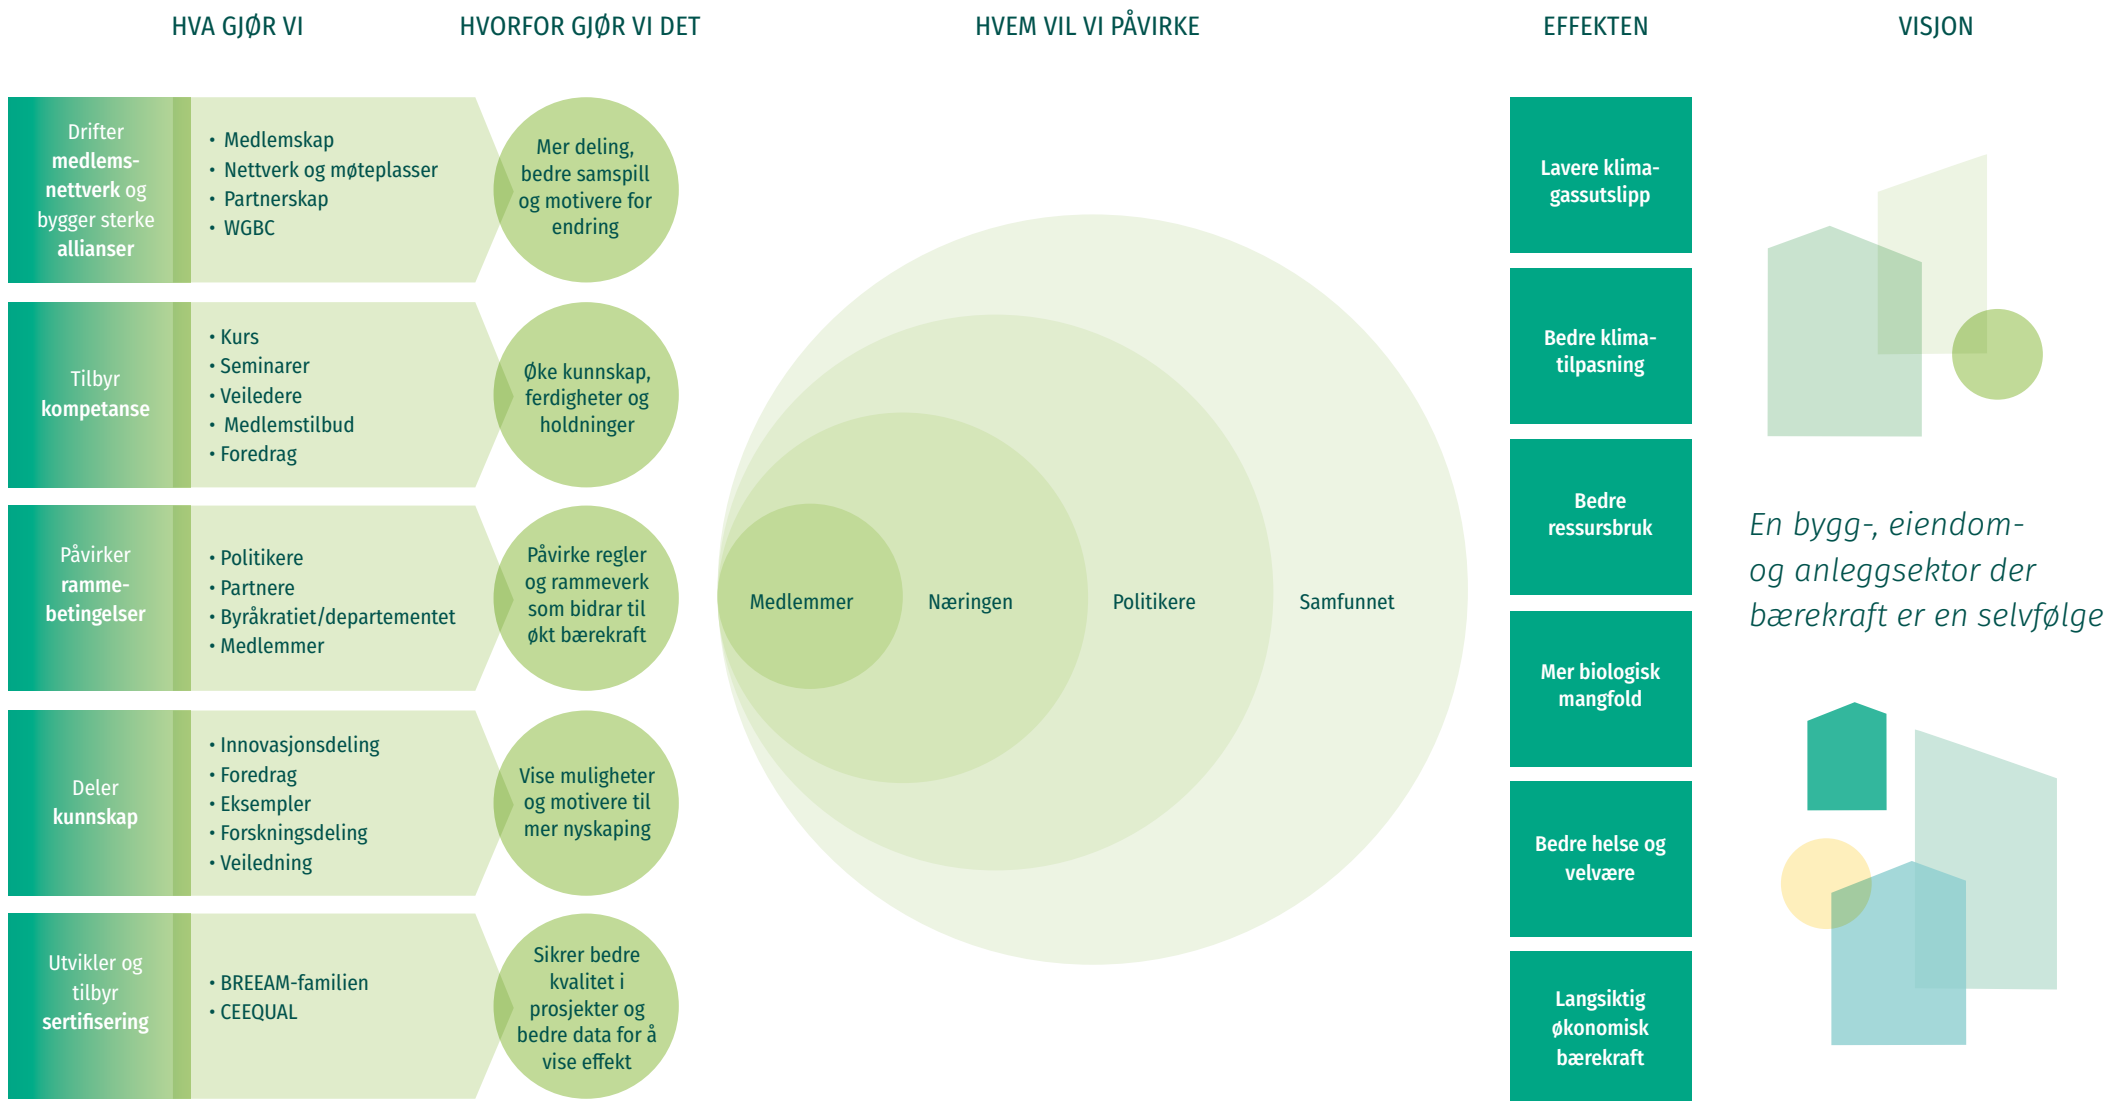 HVA GJØR VI
HVORFOR GJØR VI DET
HVEM VIL VI PÅVIRKE
EFFEKTEN
VISJON
Drifter
medlems-
nettverk og
bygger sterke
allianser
• Medlemskap
• Nettverk og møteplasser
• Partnerskap
• WGBC
Mer deling,
bedre samspill
og motivere for
endring
Tilbyr
kompetanse
• Kurs
• Seminarer
• Veiledere
• Medlemstilbud
• Foredrag
Øke kunnskap,
ferdigheter og
holdninger
Påvirker
ramme-
betingelser
• Politikere
• Partnere
• Byråkratiet/departementet
• Medlemmer
Påvirke regler
og rammeverk
som bidrar til
økt bærekraft
Deler
kunnskap
• Innovasjonsdeling
• Foredrag
• Eksempler
• Forskningsdeling
• Veiledning
Vise muligheter
og motivere til
mer nyskaping
Utvikler og
tilbyr
sertifisering
• BREEAM-familien
• CEEQUAL
Sikrer bedre
kvalitet i
prosjekter og
bedre data for å
vise effekt
Medlemmer
Næringen
Politikere
Samfunnet
Lavere klima-
gassutslipp
Bedre klima-
tilpasning
Bedre
ressursbruk
Mer biologisk
mangfold
Bedre helse og
velvære
Langsiktig
økonomisk
bærekraft
En bygg-, eiendom-
og anleggsektor der
bærekraft er en selvfølge